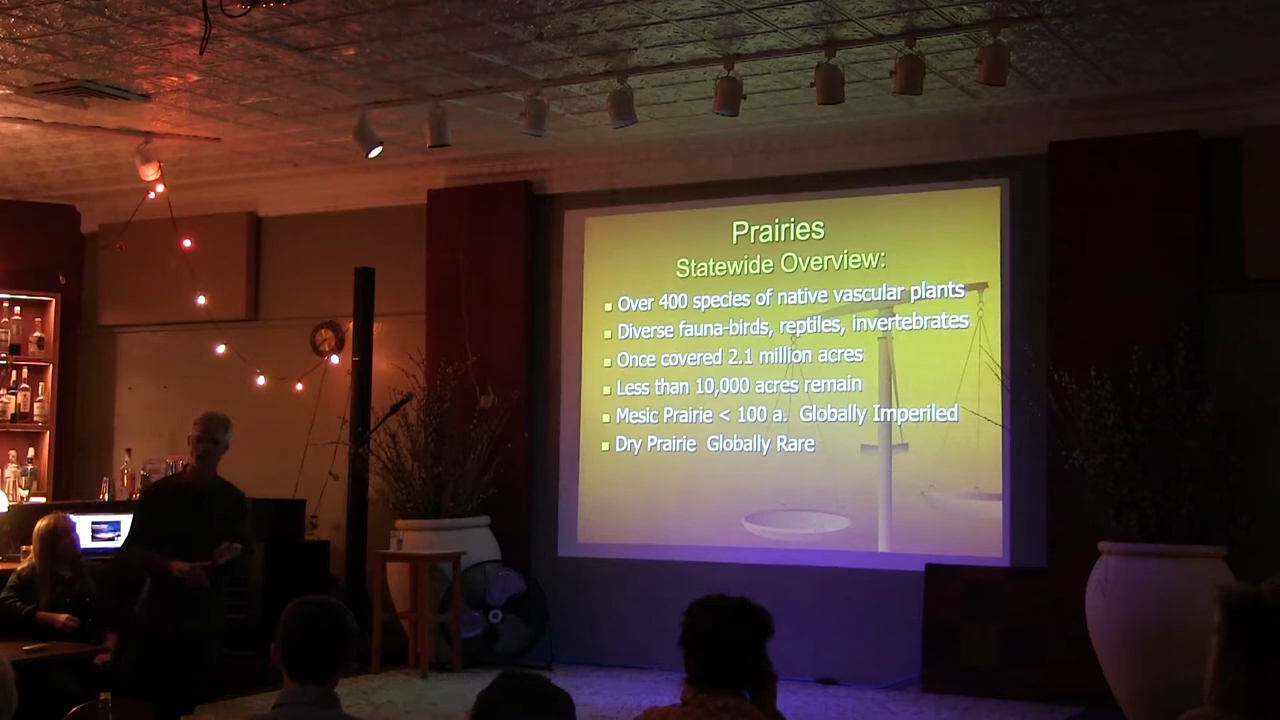 Prairies
Statewide Overview:
Over 400 species of native vascular plants
Diverse fauna-birds, reptiles, invertebrates
Once covered 2.1 million acres
Less than 10,000 acres remain
Mesic Prairie < 100 a. Globally Imperiled
Dry Prairie Globally Rare